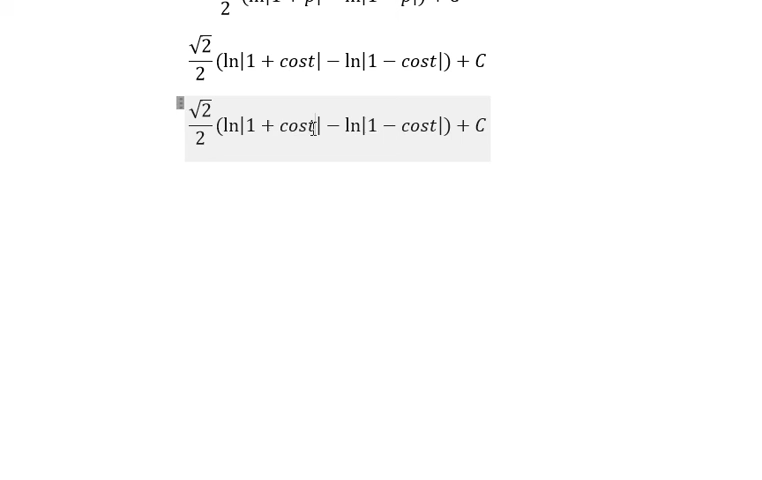 √2/2 (ln|1 + cost| − ln|1 − cost|) + C
√2/2 (ln|1 + cost| − ln|1 − cost|) + C